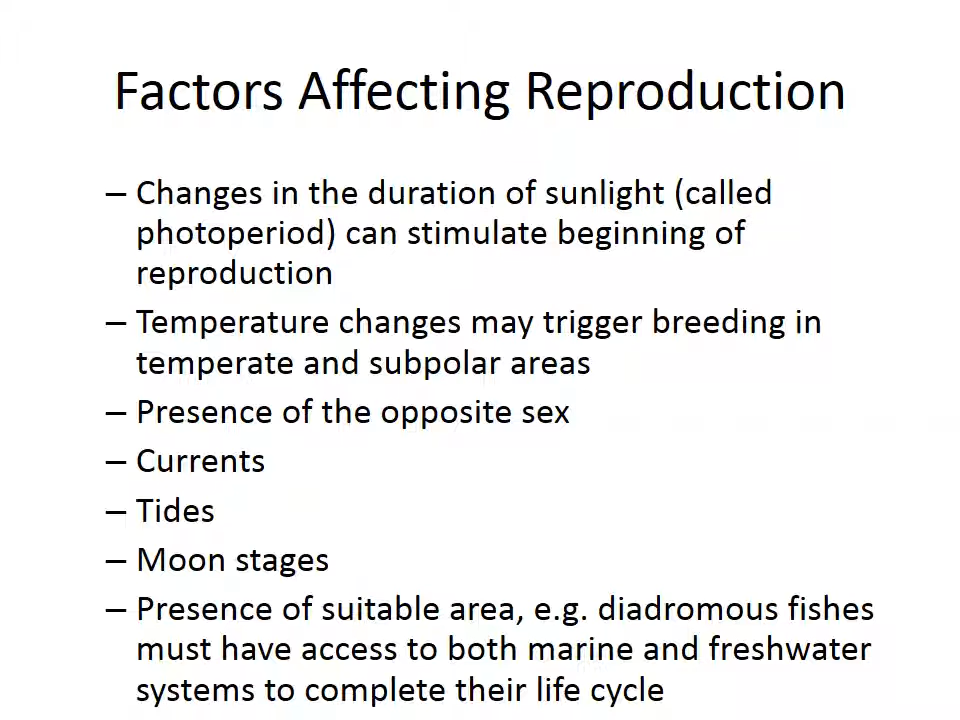 Factors Affecting Reproduction
– Changes in the duration of sunlight (called
photoperiod) can stimulate beginning of
reproduction
– Temperature changes may trigger breeding in
temperate and subpolar areas
– Presence of the opposite sex
– Currents
– Tides
– Moon stages
– Presence of suitable area, e.g. diadromous fishes
must have access to both marine and freshwater
systems to complete their life cycle